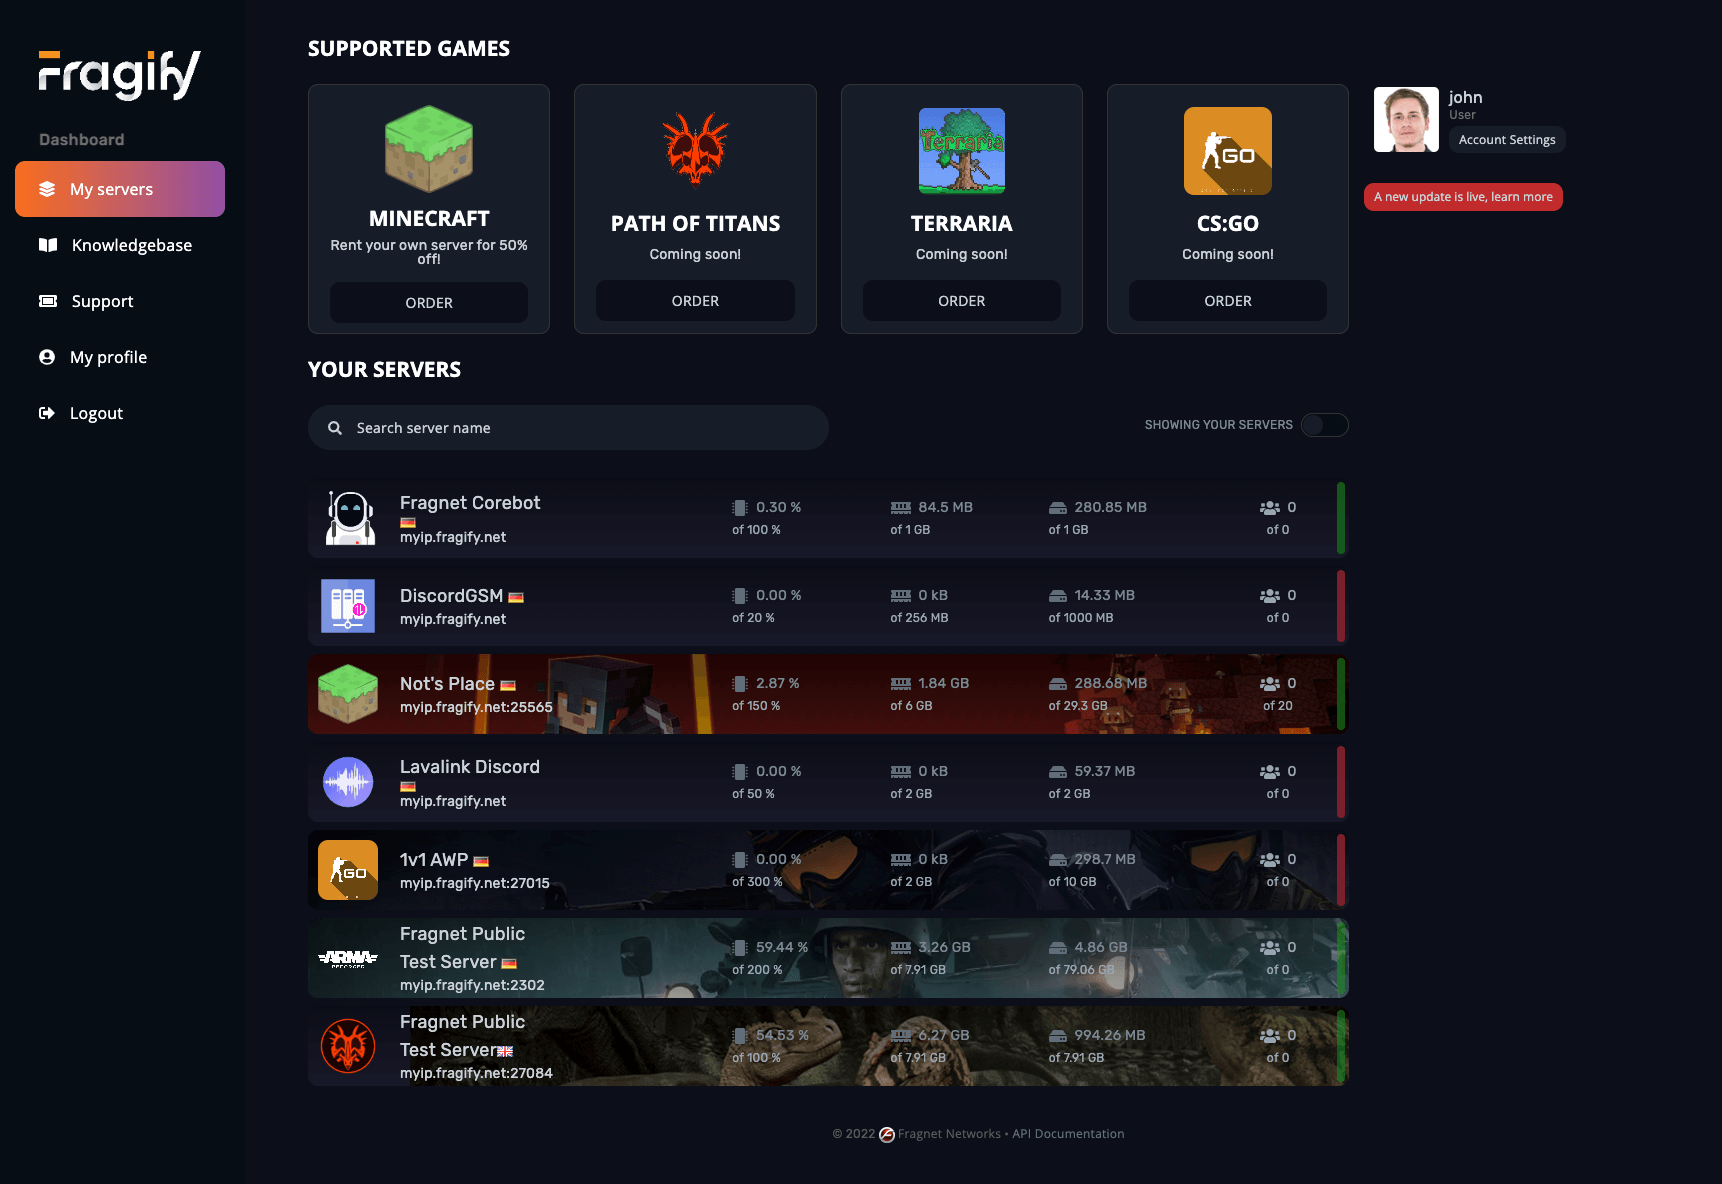 Fragify
Dashboard
My servers
Knowledgebase
Support
My profile
Logout
SUPPORTED GAMES
MINECRAFT
Rent your own server for 50%
off!
ORDER
PATH OF TITANS
Coming soon!
ORDER
Terraria
TERRARIA
Coming soon!
ORDER
GO
CS:GO
Coming soon!
ORDER
john
User
Account Settings
A new update is live, learn more
YOUR SERVERS
Search server name
SHOWING YOUR SERVERS
Fragnet Corebot
myip.fragify.net
0.30 %
of 100 %
84.5 MB
of 1 GB
280.85 MB
of 1 GB
0
of 0
DiscordGSM
myip.fragify.net
0.00 %
of 20 %
0 kB
of 256 MB
14.33 MB
of 1000 MB
0
of 0
Not's Place
myip.fragify.net:25565
2.87 %
of 150 %
1.84 GB
of 6 GB
288.68 MB
of 29.3 GB
0
of 20
Lavalink Discord
myip.fragify.net
0.00 %
of 50 %
0 kB
of 2 GB
59.37 MB
of 2 GB
0
of 0
GO
1v1 AWP
myip.fragify.net:27015
0.00 %
of 300 %
0 kB
of 2 GB
298.7 MB
of 10 GB
0
of 0
ARMA
Fragnet Public
Test Server
myip.fragify.net:2302
59.44 %
of 200 %
3.26 GB
of 7.91 GB
4.86 GB
of 79.06 GB
0
of 0
Fragnet Public
Test Server
myip.fragify.net:27084
54.53 %
of 100 %
6.27 GB
of 7.91 GB
994.26 MB
of 7.91 GB
0
of 0
© 2022 Fragnet Networks • API Documentation